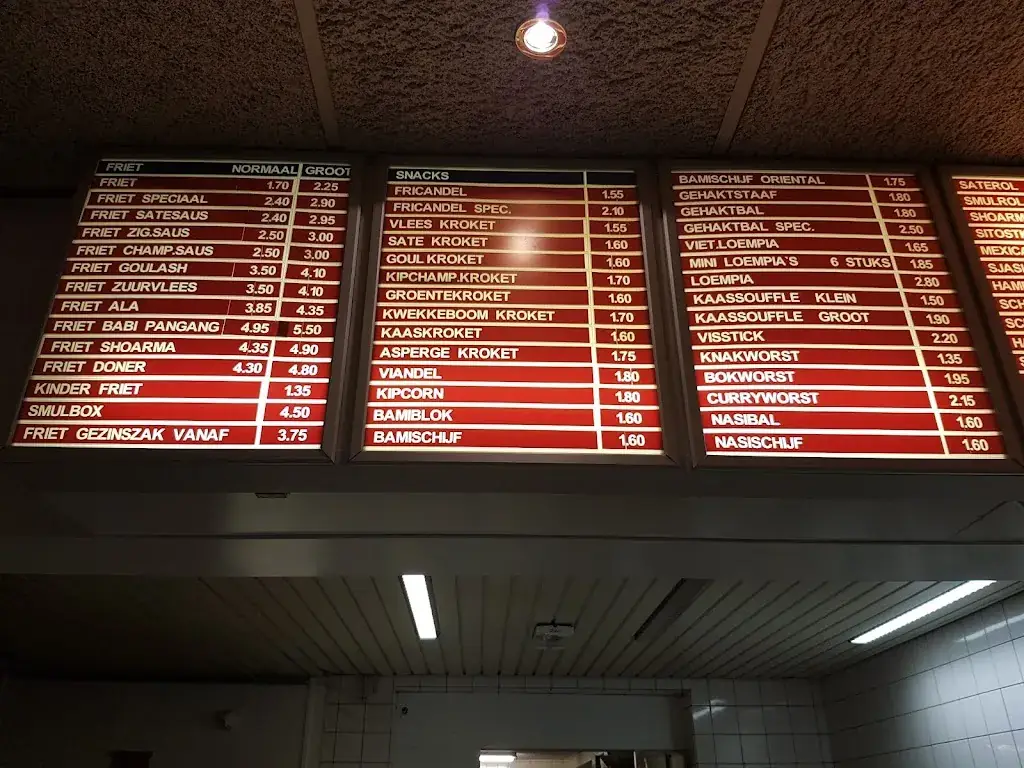 FRIET NORMAAL GROOT
FRIET 1.70 2.25
FRIET SPECIAAL 2.40 2.90
FRIET SATESAUS 2.40 2.95
FRIET ZIG.SAUS 2.50 3.00
FRIET CHAMP.SAUS 2.50 3.00
FRIET GOULASH 3.50 4.10
FRIET ZUURVLEES 3.50 4.10
FRIET ALA 3.85 4.35
FRIET BABI PANGANG 4.95 5.50
FRIET SHOARMA 4.35 4.90
FRIET DONER 4.30 4.80
KINDER FRIET 1.35
SMULBOX 4.50
FRIET GEZINSZAK VANAF 3.75
SNACKS
FRICANDEL 1.55
FRICANDEL SPEC. 2.10
VLEES KROKET 1.55
SATE KROKET 1.60
GOUL KROKET 1.60
KIPCHAMP.KROKET 1.70
GROENTEKROKET 1.60
KWEKKEBOOM KROKET 1.70
KAASKROKET 1.60
ASPERGE KROKET 1.75
VIANDEL 1.80
KIPCORN 1.80
BAMIBLOK 1.60
BAMISCHIJF 1.60
BAMISCHIJF ORIENTAL 1.75
GEHAKTSTAAF 1.80
GEHAKTBAL 1.80
GEHAKTBAL SPEC. 2.50
VIET.LOEMPIA 1.65
MINI LOEMPIA'S 6 STUKS 1.85
LOEMPIA 2.80
KAASSOUFFLE KLEIN 1.50
KAASSOUFFLE GROOT 1.90
VISSTICK 2.20
KNAKWORST 1.35
BOKWORST 1.95
CURRYWORST 2.15
NASIBAL 1.60
NASISCHIJF 1.60
SATEROL
SMULROL
SHOARM
SITOST
MEXICA
SJASI
HAM
SCH